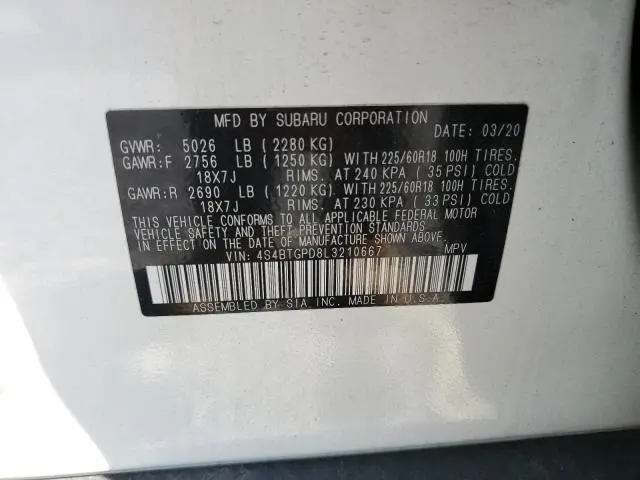 MFD BY SUBARU CORPORATION
DATE: 03/20
GVWR: 5026 LB (2280 KG)
GAWR:F 2756 LB (1250 KG) WITH 225/60R18 100H TIRES.
18X7J RIMS. AT 240 KPA (35 PSI) COLD
GAWR:R 2690 LB (1220 KG) WITH 225/60R18 100H TIRES.
18X7J RIMS. AT 230 KPA (33 PSI) COLD
THIS VEHICLE CONFORMS TO ALL APPLICABLE FEDERAL MOTOR
VEHICLE SAFETY AND THEFT PREVENTION STANDARDS
IN EFFECT ON THE DATE OF MANUFACTURE SHOWN ABOVE.
VIN: 4S4BTGPD8L3210667 MPV
ASSEMBLED BY SIA INC. MADE IN U.S.A.